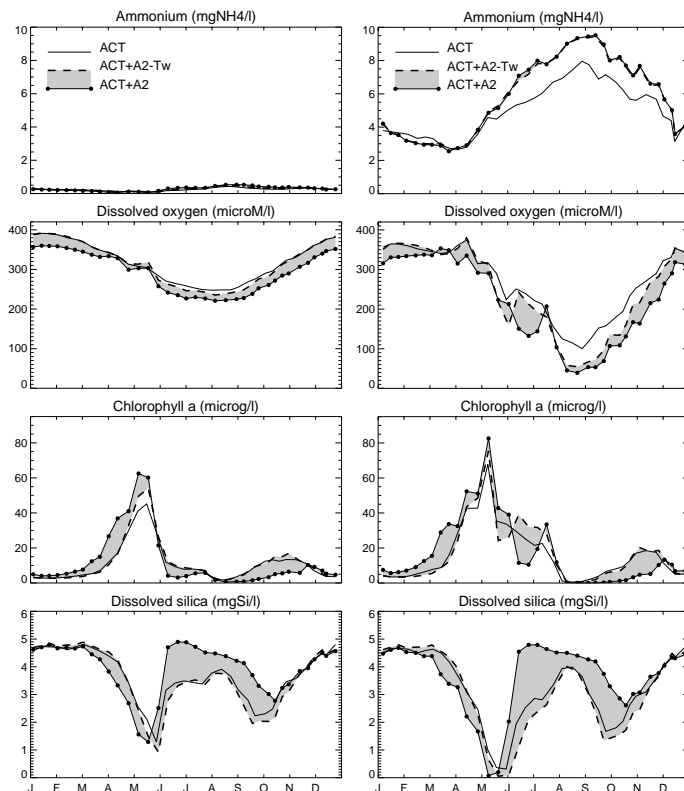 Ammonium (mgNH4/l)
10
8
6
4
2
0
ACT
ACT+A2-Tw
ACT+A2
Ammonium (mgNH4/l)
10
8
6
4
2
0
ACT
ACT+A2-Tw
ACT+A2
Dissolved oxygen (microM/l)
400
300
200
100
0
Dissolved oxygen (microM/l)
400
300
200
100
0
Chlorophyll a (microg/l)
80
60
40
20
0
Chlorophyll a (microg/l)
80
60
40
20
0
Dissolved silica (mgSi/l)
6
5
4
3
2
1
0
J F M A M J J A S O N D
Dissolved silica (mgSi/l)
6
5
4
3
2
1
0
J F M A M J J A S O N D